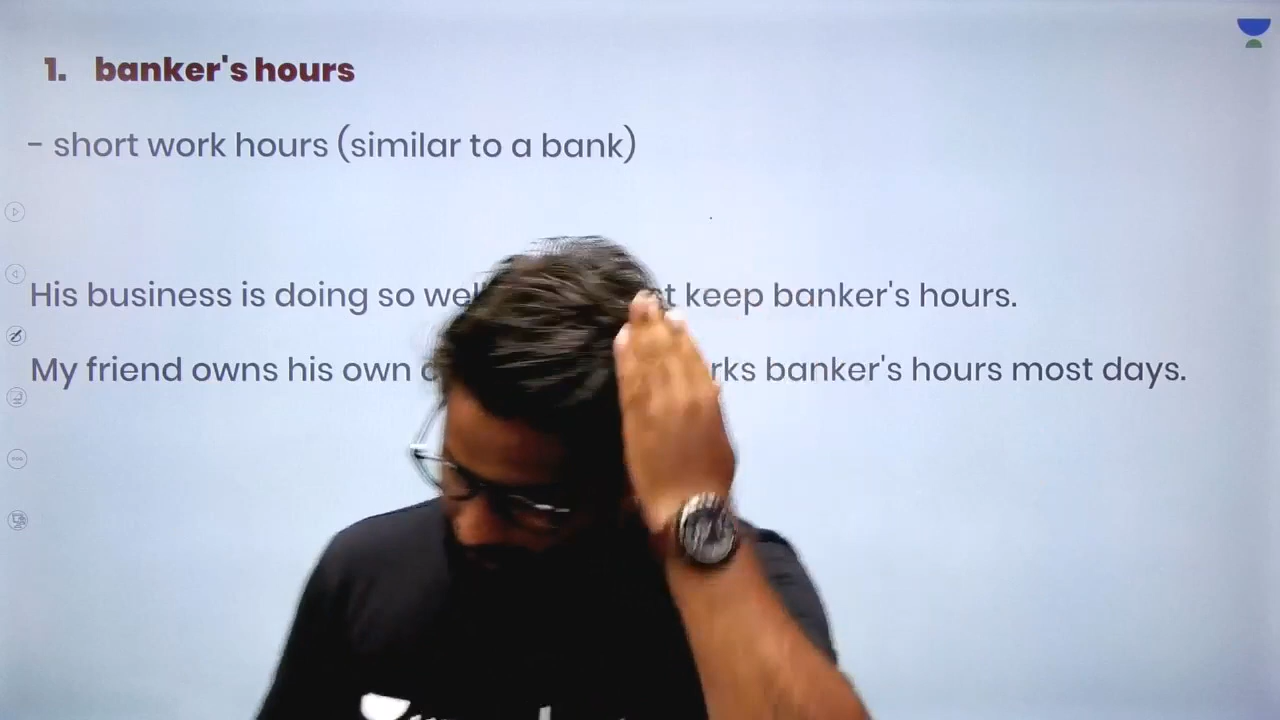 1. banker's hours
- short work hours (similar to a bank)
His business is doing so well keep banker's hours.
My friend owns his own banker's hours most days.